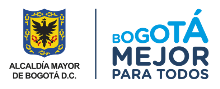 ALCALDÍA MAYOR
DE BOGOTÁ D.C.
BOGOTÁ
MEJOR
PARA TODOS